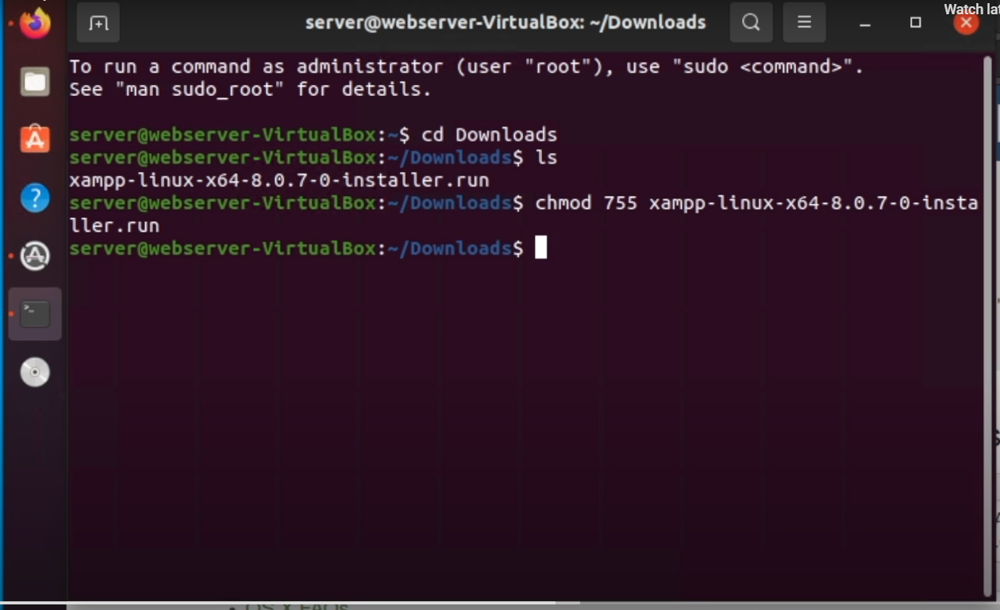 Watch la
server@webserver-VirtualBox: ~/Downloads
To run a command as administrator (user "root"), use "sudo <command>".
See "man sudo_root" for details.
server@webserver-VirtualBox:~$ cd Downloads
server@webserver-VirtualBox:~/Downloads$ ls
xampp-linux-x64-8.0.7-0-installer.run
server@webserver-VirtualBox:~/Downloads$ chmod 755 xampp-linux-x64-8.0.7-0-insta
ller.run
server@webserver-VirtualBox:~/Downloads$
OS X FAQs